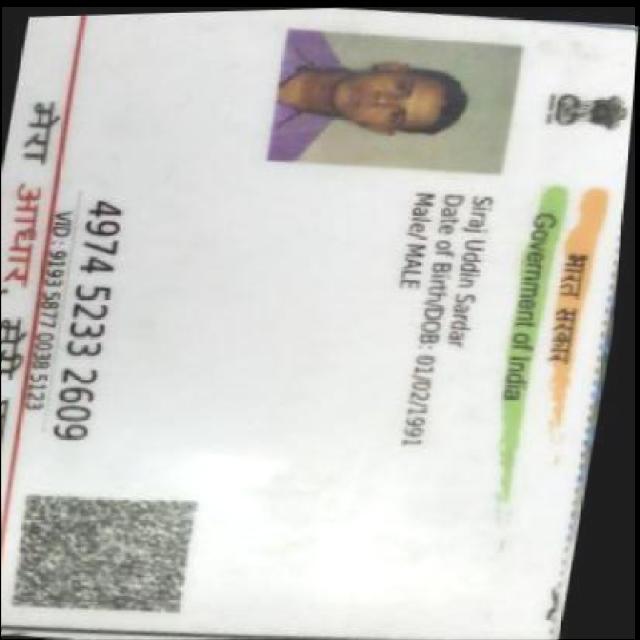 भारत सरकार
Government of India
Siraj Uddin Sardar
Date of Birth/DOB: 01/02/1991
Male/ MALE
4974 5233 2609
VID : 9193 5877 0038 5123
मेरा आधार, मेरी